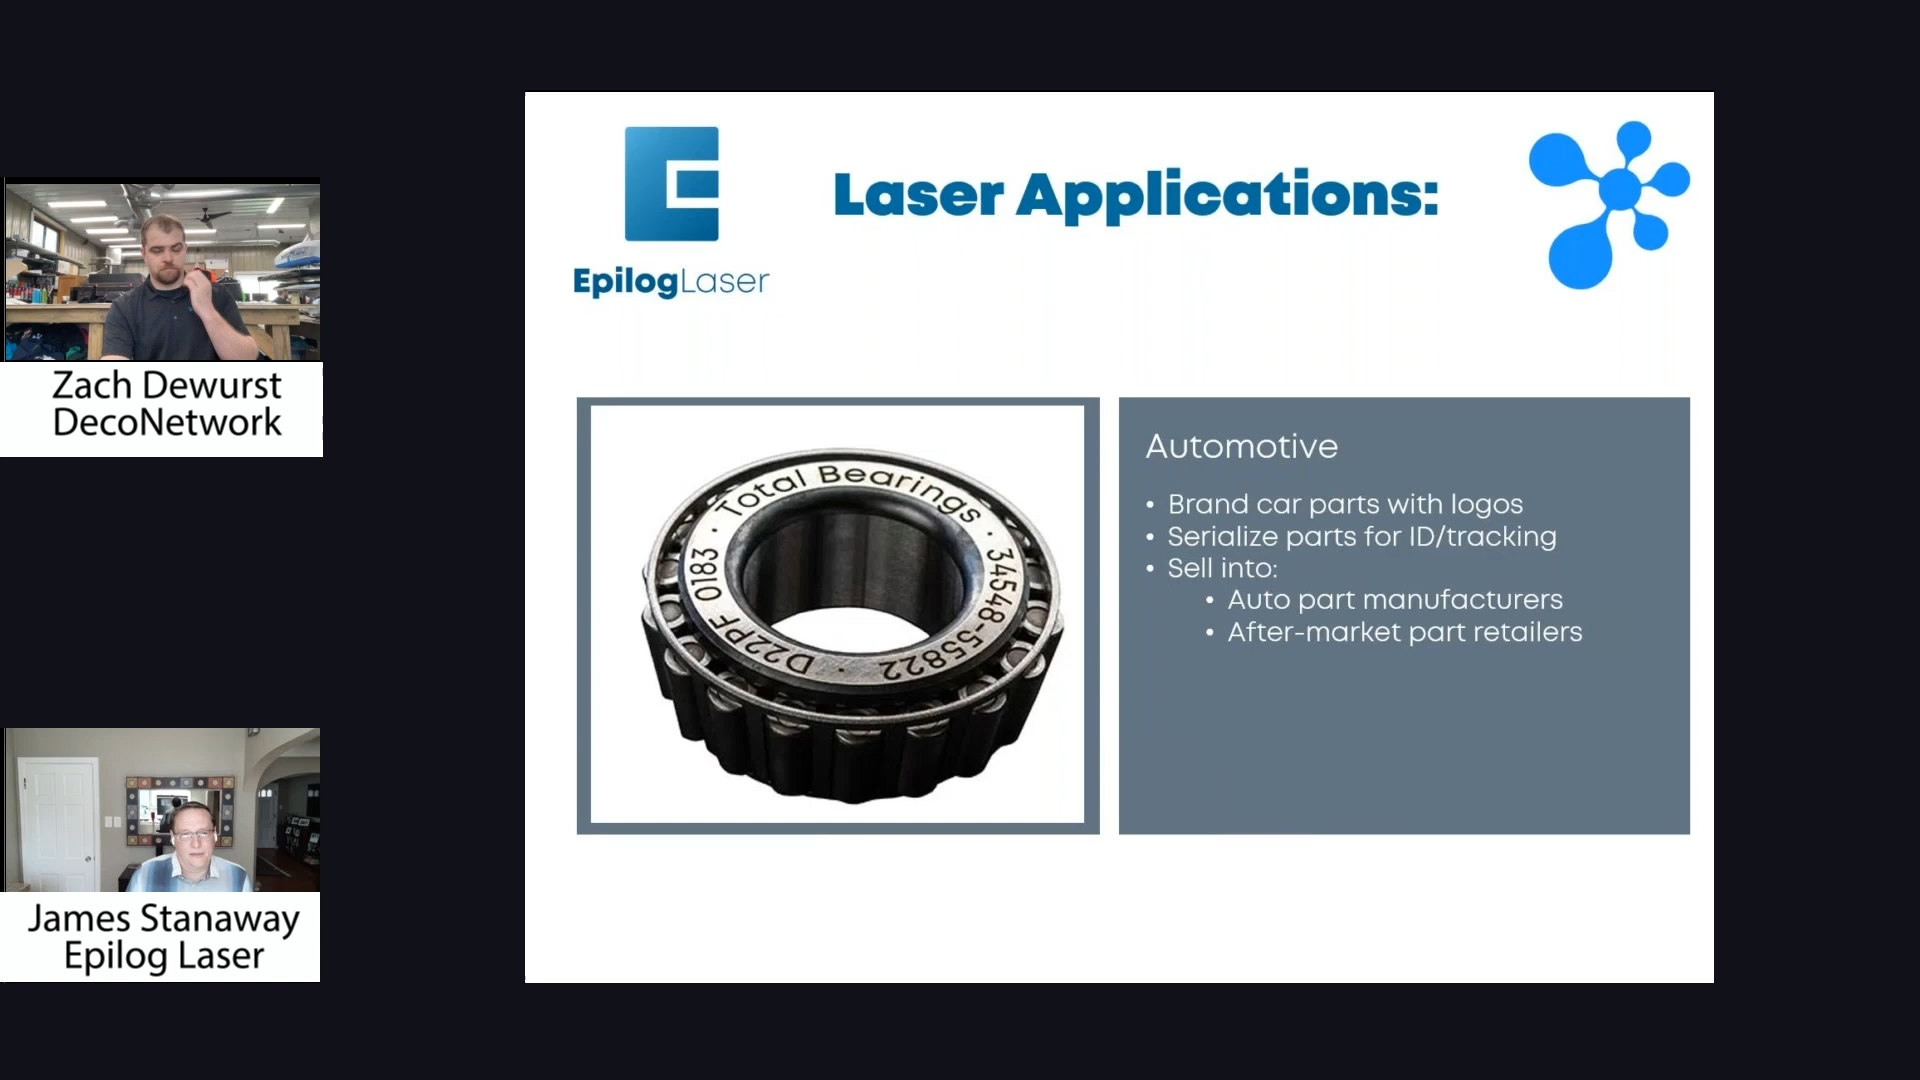 Zach Dewurst
DecoNetwork
James Stanaway
Epilog Laser
EpilogLaser
Laser Applications:
Total Bearings · 34548-55822 · D22PF 0183 ·
Automotive
• Brand car parts with logos
• Serialize parts for ID/tracking
• Sell into:
• Auto part manufacturers
• After-market part retailers